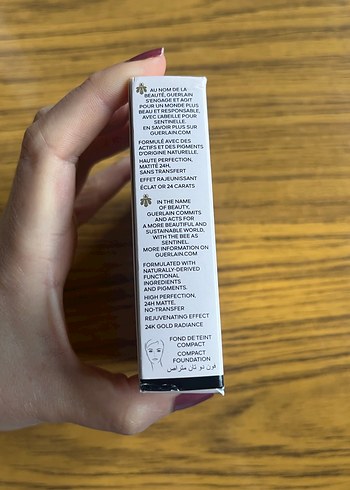 AU NOM DE LA
BEAUTÉ, GUERLAIN
S'ENGAGE ET AGIT
POUR UN MONDE PLUS
BEAU ET RESPONSABLE,
AVEC L'ABEILLE POUR
SENTINELLE.
EN SAVOIR PLUS SUR
GUERLAIN.COM
FORMULÉ AVEC DES
ACTIFS ET DES PIGMENTS
D'ORIGINE NATURELLE.
HAUTE PERFECTION,
MATITÉ 24H,
SANS TRANSFERT
EFFET RAJEUNISSANT
ÉCLAT OR 24 CARATS
IN THE NAME
OF BEAUTY,
GUERLAIN COMMITS
AND ACTS FOR
A MORE BEAUTIFUL AND
SUSTAINABLE WORLD,
WITH THE BEE AS
SENTINEL.
MORE INFORMATION ON
GUERLAIN.COM
FORMULATED WITH
NATURALLY-DERIVED
FUNCTIONAL
INGREDIENTS
AND PIGMENTS.
HIGH PERFECTION,
24H MATTE,
NO-TRANSFER
REJUVENATING EFFECT
24K GOLD RADIANCE
FOND DE TEINT
COMPACT
COMPACT
FOUNDATION
فون دو تان متراص